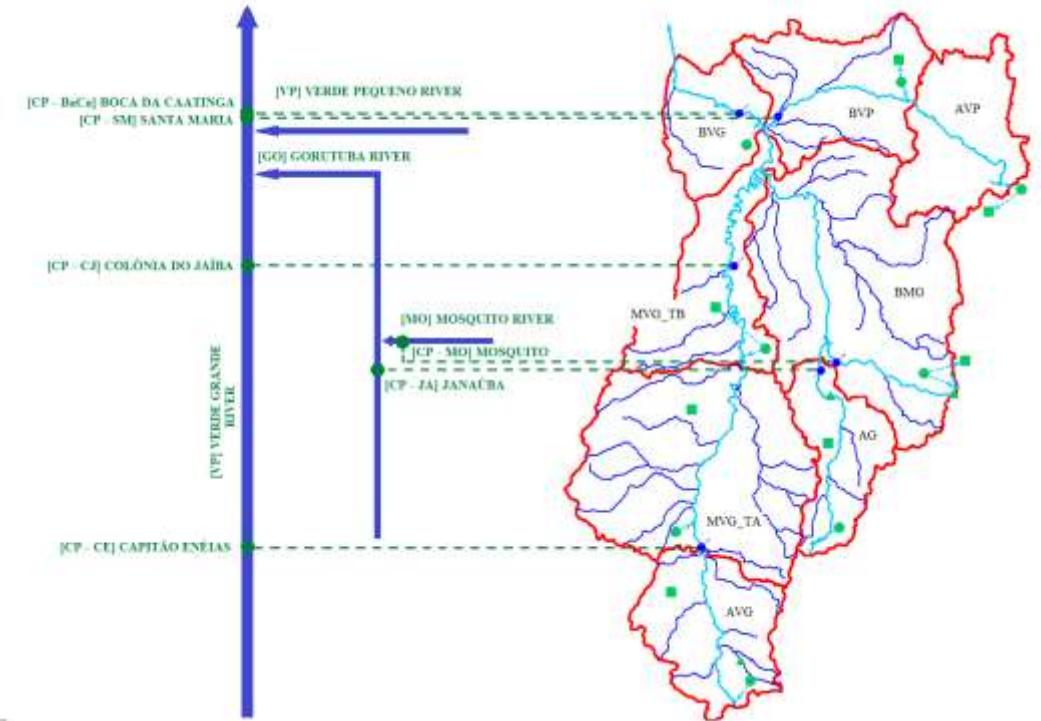 [VP] VERDE PEQUENO RIVER
[CP - BoCa] BOCA DA CAATINGA
[CP - SM] SANTA MARIA
[GO] GORUTUBA RIVER
[CP - CJ] COLÔNIA DO JAÍBA
[MO] MOSQUITO RIVER
[CP - MO] MOSQUITO
[CP - JA] JANAÚBA
[VP] VERDE GRANDE
RIVER
[CP - CE] CAPITÃO ENÉIAS
BVG
BVP
AVP
BMG
MVG_TB
AG
MVG_TA
AVG